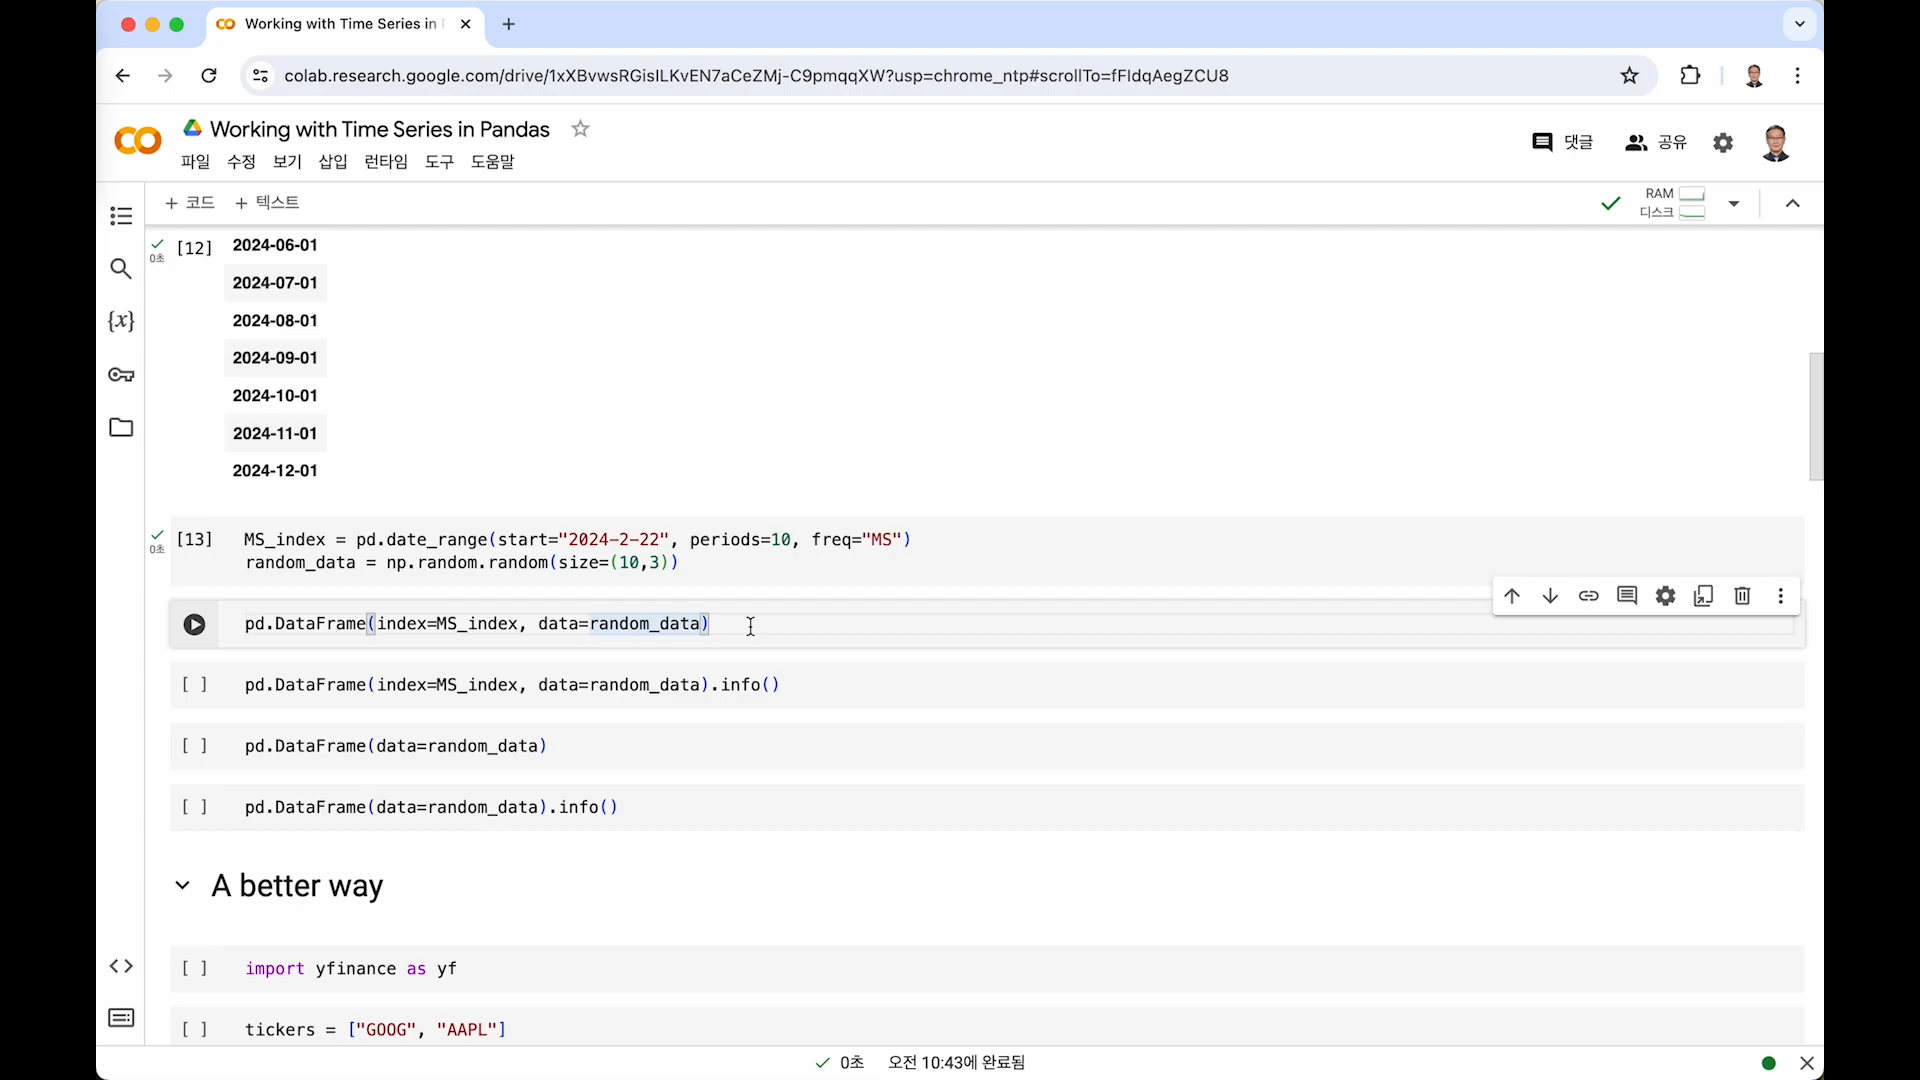 Working with Time Series in
colab.research.google.com/drive/1xXBvwsRGisILKvEN7aCeZMj-C9pmqqXW?usp=chrome_ntp#scrollTo=fFIdqAegZCU8
Working with Time Series in Pandas
댓글
공유
파일 수정 보기 삽입 런타임 도구 도움말
+ 코드 + 텍스트
RAM
디스크
[12] 2024-06-01
0초
2024-07-01
2024-08-01
2024-09-01
2024-10-01
2024-11-01
2024-12-01
[13] MS_index = pd.date_range(start="2024-2-22", periods=10, freq="MS")
0초
random_data = np.random.random(size=(10,3))
pd.DataFrame(index=MS_index, data=random_data)
[ ] pd.DataFrame(index=MS_index, data=random_data).info()
[ ] pd.DataFrame(data=random_data)
[ ] pd.DataFrame(data=random_data).info()
A better way
[ ] import yfinance as yf
[ ] tickers = ["GOOG", "AAPL"]
0초 오전 10:43에 완료됨